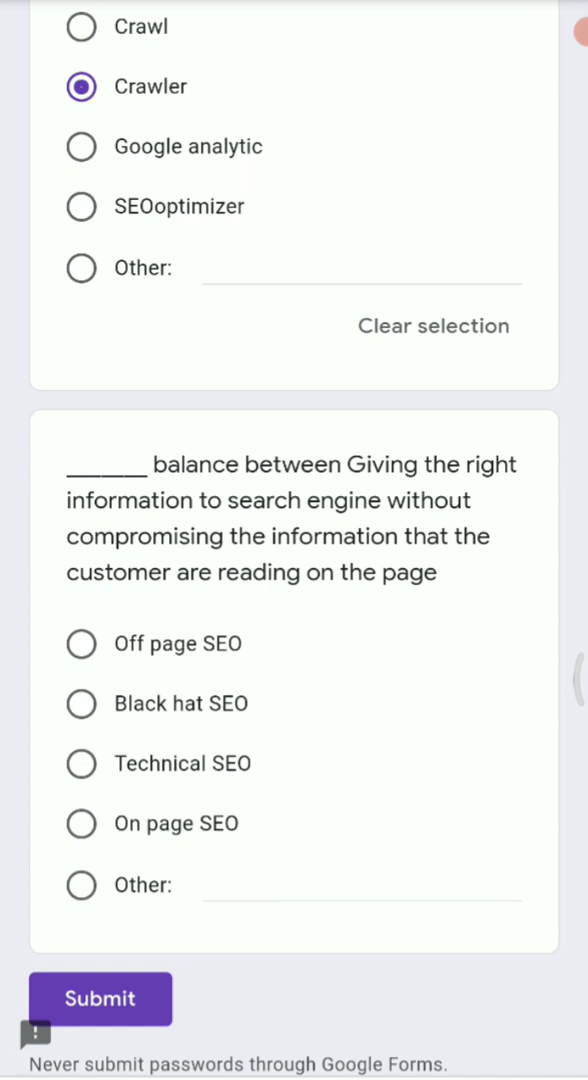 Crawl
Crawler
Google analytic
SEOoptimizer
Other:
Clear selection
_______ balance between Giving the right
information to search engine without
compromising the information that the
customer are reading on the page
Off page SEO
Black hat SEO
Technical SEO
On page SEO
Other:
Submit
!
Never submit passwords through Google Forms.